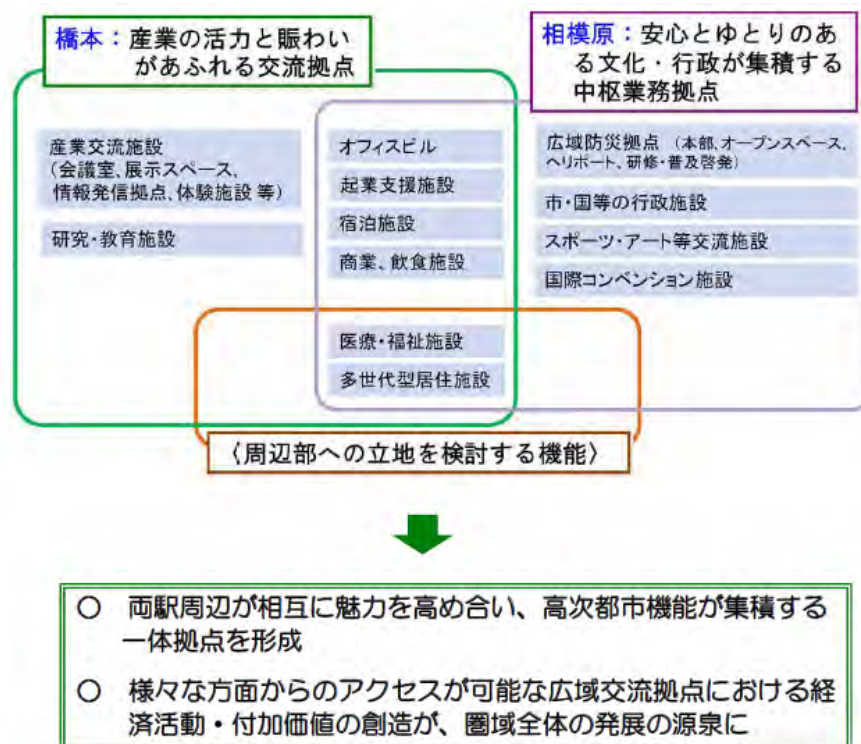 橋本：産業の活力と賑わい
があふれる交流拠点
相模原：安心とゆとりのあ
る文化・行政が集積する
中枢業務拠点
産業交流施設
（会議室、展示スペース、
情報発信拠点、体験施設 等）
研究・教育施設
オフィスビル
起業支援施設
宿泊施設
商業、飲食施設
医療・福祉施設
多世代型居住施設
広域防災拠点 （本部、オープンスペース、
ヘリポート、研修・普及啓発）
市・国等の行政施設
スポーツ・アート等交流施設
国際コンベンション施設
〈周辺部への立地を検討する機能〉
○ 両駅周辺が相互に魅力を高め合い、高次都市機能が集積する
一体拠点を形成
○ 様々な方面からのアクセスが可能な広域交流拠点における経
済活動・付加価値の創造が、圏域全体の発展の源泉に